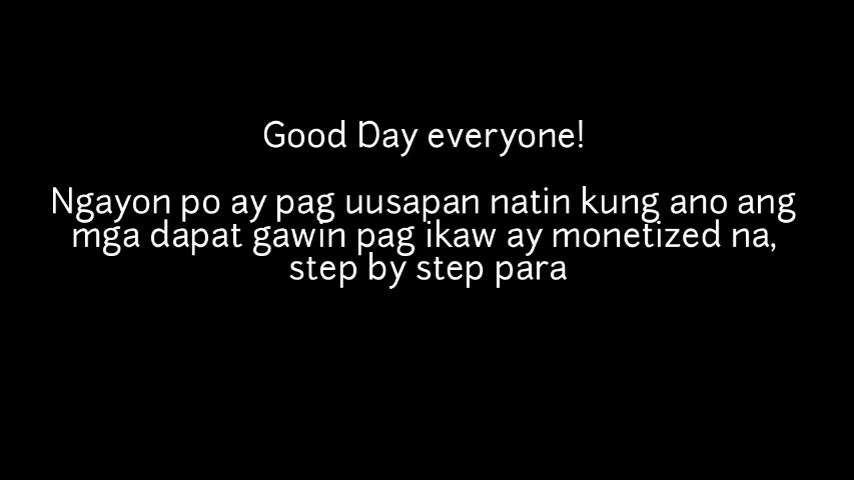 Good Day everyone!
Ngayon po ay pag uusapan natin kung ano ang
mga dapat gawin pag ikaw ay monetized na,
step by step para